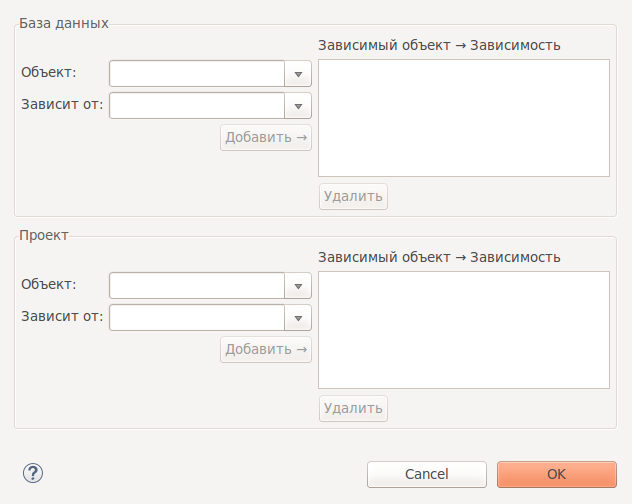 База данных
Зависимый объект → Зависимость
Объект:
Зависит от:
Добавить →
Удалить
Проект
Зависимый объект → Зависимость
Объект:
Зависит от:
Добавить →
Удалить
?
Cancel
OK